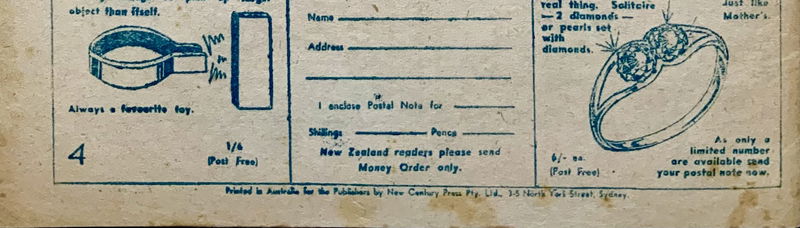 object than itself.
Always a favourite toy.
4
1/6
(Post Free)
Name
Address
I enclose Postal Note for
Shillings Pence
New Zealand readers please send
Money Order only.
real thing. Solitaire
— 2 diamonds —
or pearls set
with
diamonds.
Just like
Mother's.
6/- ea.
(Post Free)
As only a
limited number
are available send
your postal note now.
Printed in Australia for the Publishers by New Century Press Pty. Ltd., 3-5 North York Street, Sydney.